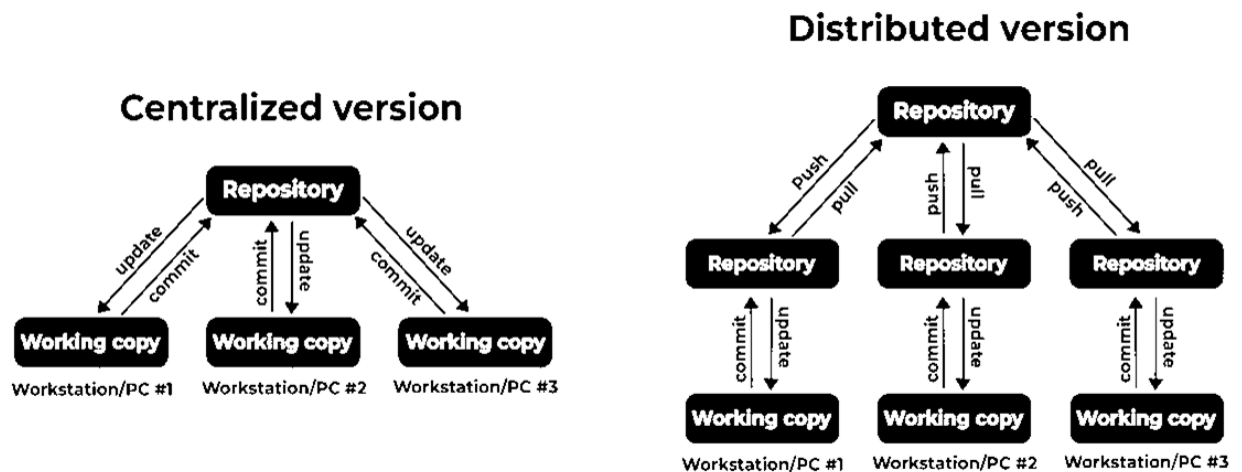 Centralized version
Repository
update
commit
commit
update
update
commit
Working copy
Working copy
Working copy
Workstation/PC #1
Workstation/PC #2
Workstation/PC #3
Distributed version
Repository
Push
pull
push
pull
pull
push
Repository
Repository
Repository
commit
update
commit
update
commit
update
Working copy
Working copy
Working copy
Workstation/PC #1
Workstation/PC #2
Workstation/PC #3